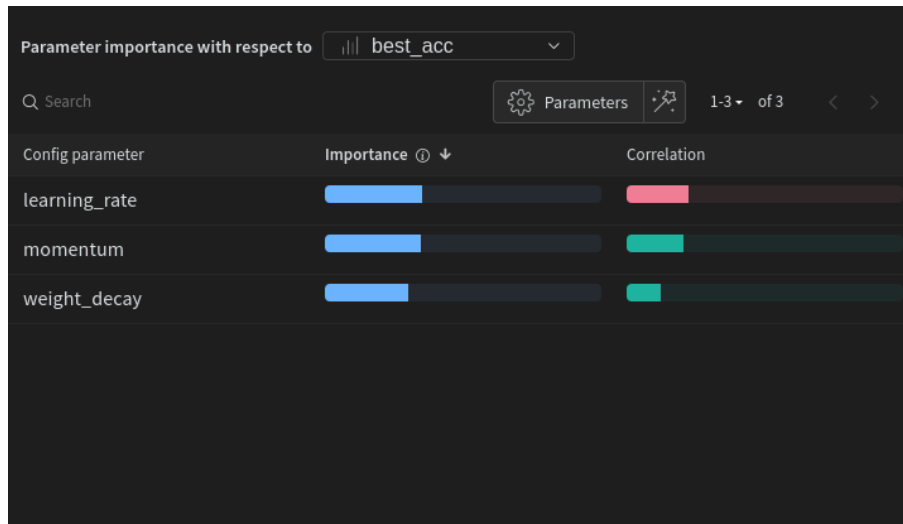 Parameter importance with respect to best_acc
Search Parameters 1-3 of 3
Config parameter Importance Correlation
learning_rate
momentum
weight_decay